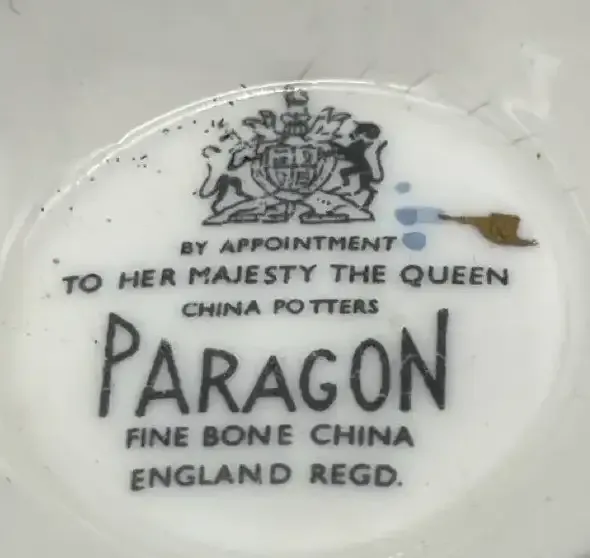 BY APPOINTMENT
TO HER MAJESTY THE QUEEN
CHINA POTTERS
PARAGON
FINE BONE CHINA
ENGLAND REGD.